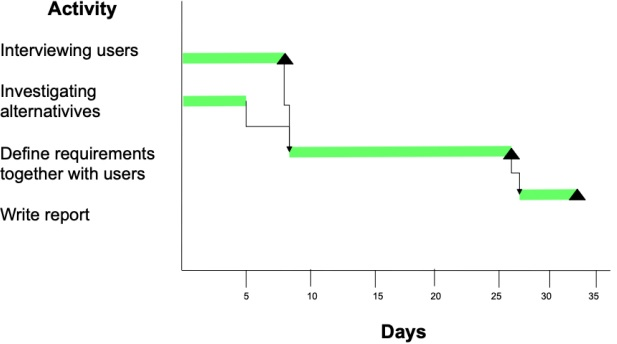 Activity
Interviewing users
Investigating
alternativives
Define requirements
together with users
Write report
5 10 15 20 25 30 35
Days